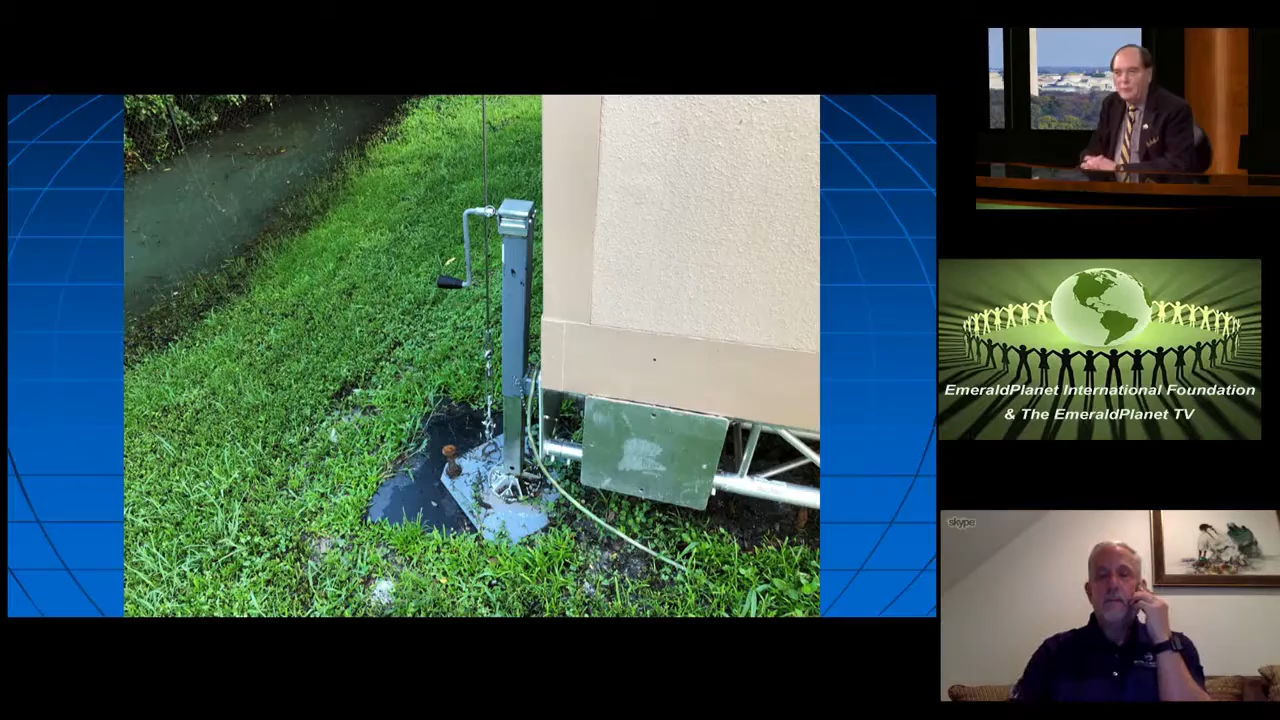 EmeraldPlanet International Foundation
& The EmeraldPlanet TV
skype